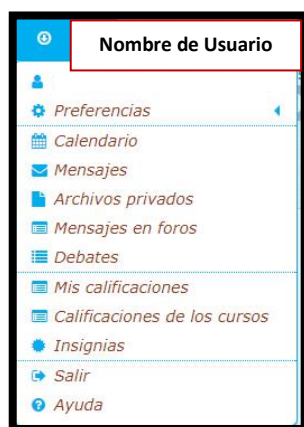 Nombre de Usuario
Preferencias
Calendario
Mensajes
Archivos privados
Mensajes en foros
Debates
Mis calificaciones
Calificaciones de los cursos
Insignias
Salir
Ayuda